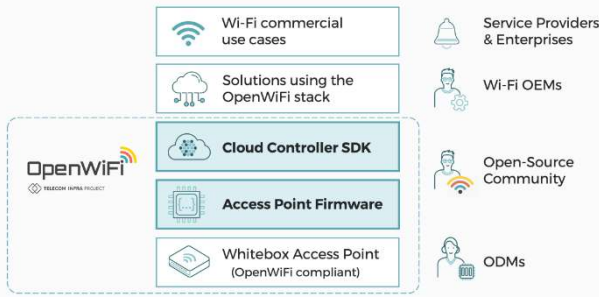 Wi-Fi commercial
use cases
Service Providers
& Enterprises
Solutions using the
OpenWiFi stack
Wi-Fi OEMs
OpenWiFi
TELECOM INFRA PROJECT
Cloud Controller SDK
Access Point Firmware
Open-Source
Community
Whitebox Access Point
(OpenWiFi compliant)
ODMs